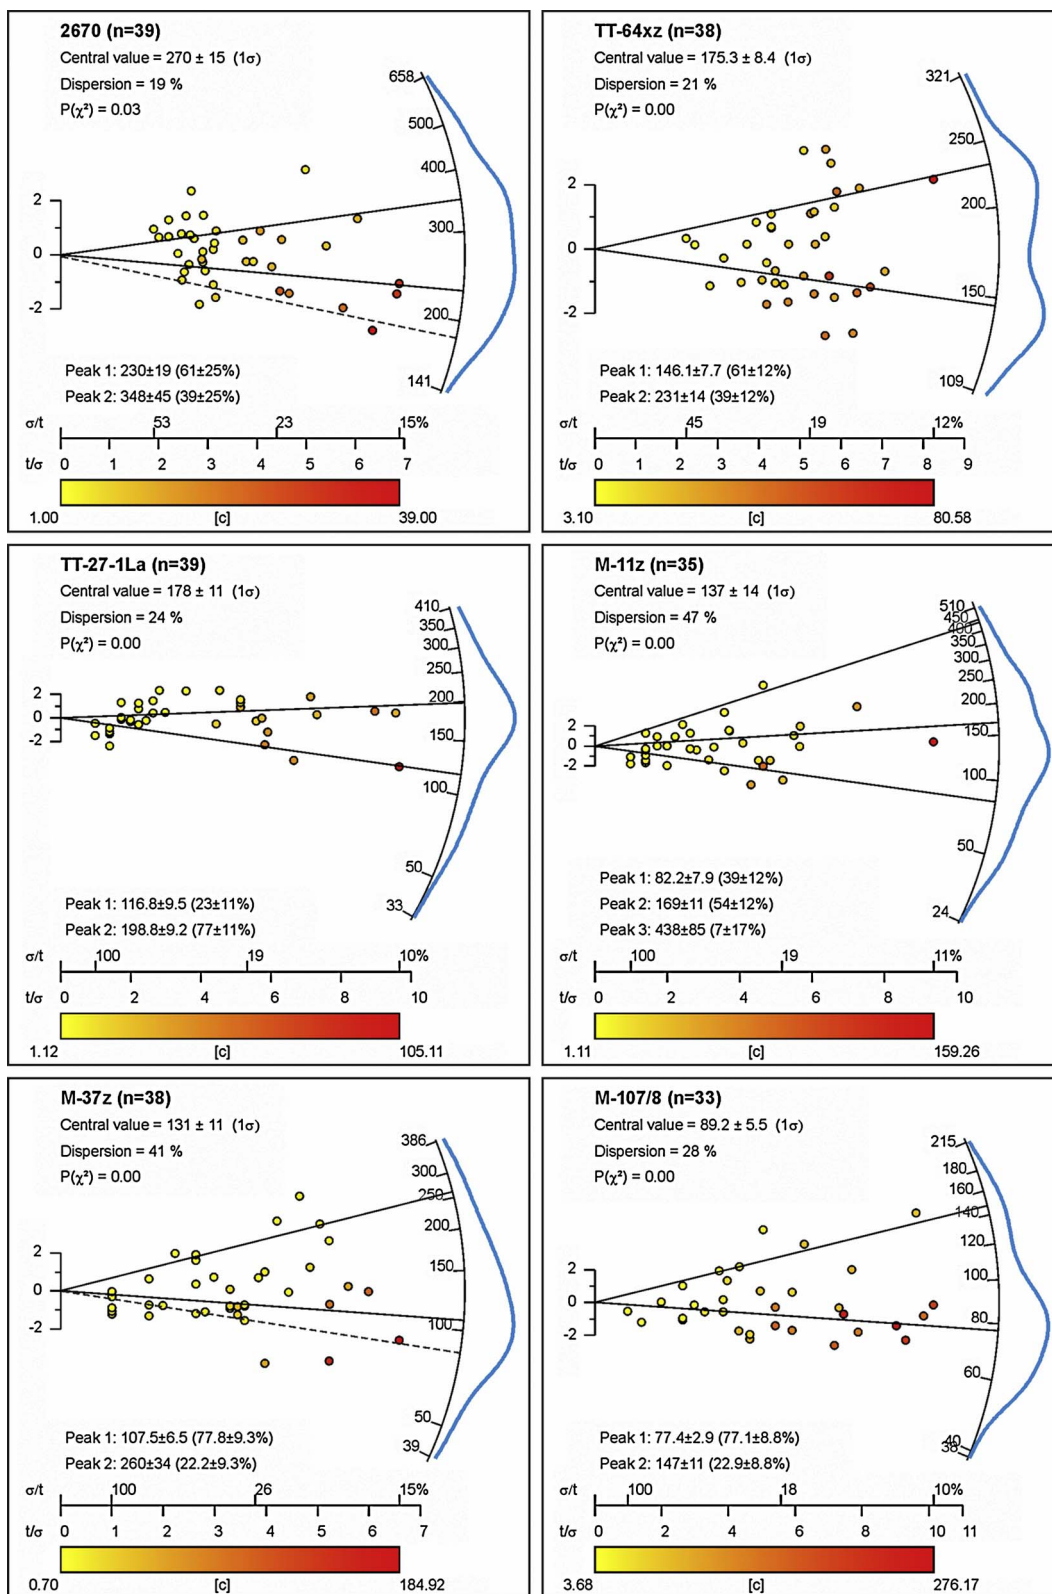 2670 (n=39)
Central value = 270 ± 15 (1σ)
Dispersion = 19 %
P(χ²) = 0.03
658
500
400
300
200
141
2
0
-2
Peak 1: 230±19 (61±25%)
Peak 2: 348±45 (39±25%)
σ/t 53 23 15%
t/σ 0 1 2 3 4 5 6 7
1.00 [c] 39.00
TT-64xz (n=38)
Central value = 175.3 ± 8.4 (1σ)
Dispersion = 21 %
P(χ²) = 0.00
321
250
200
150
109
2
0
-2
Peak 1: 146.1±7.7 (61±12%)
Peak 2: 231±14 (39±12%)
σ/t 45 19 12%
t/σ 0 1 2 3 4 5 6 7 8 9
3.10 [c] 80.58
TT-27-1La (n=39)
Central value = 178 ± 11 (1σ)
Dispersion = 24 %
P(χ²) = 0.00
410
350
300
250
200
150
100
50
33
2
0
-2
Peak 1: 116.8±9.5 (23±11%)
Peak 2: 198.8±9.2 (77±11%)
σ/t 100 19 10%
t/σ 0 2 4 6 8 10
1.12 [c] 105.11
M-11z (n=35)
Central value = 137 ± 14 (1σ)
Dispersion = 47 %
P(χ²) = 0.00
510
450
400
350
300
250
200
150
100
50
24
2
0
-2
Peak 1: 82.2±7.9 (39±12%)
Peak 2: 169±11 (54±12%)
Peak 3: 438±85 (7±17%)
σ/t 100 19 11%
t/σ 0 2 4 6 8 10
1.11 [c] 159.26
M-37z (n=38)
Central value = 131 ± 11 (1σ)
Dispersion = 41 %
P(χ²) = 0.00
386
300
250
200
150
100
50
39
2
0
-2
Peak 1: 107.5±6.5 (77.8±9.3%)
Peak 2: 260±34 (22.2±9.3%)
σ/t 100 26 15%
t/σ 0 1 2 3 4 5 6 7
0.70 [c] 184.92
M-107/8 (n=33)
Central value = 89.2 ± 5.5 (1σ)
Dispersion = 28 %
P(χ²) = 0.00
215
180
160
140
120
100
80
60
40
38
2
0
-2
Peak 1: 77.4±2.9 (77.1±8.8%)
Peak 2: 147±11 (22.9±8.8%)
σ/t 100 18 10%
t/σ 0 2 4 6 8 10 11
3.68 [c] 276.17